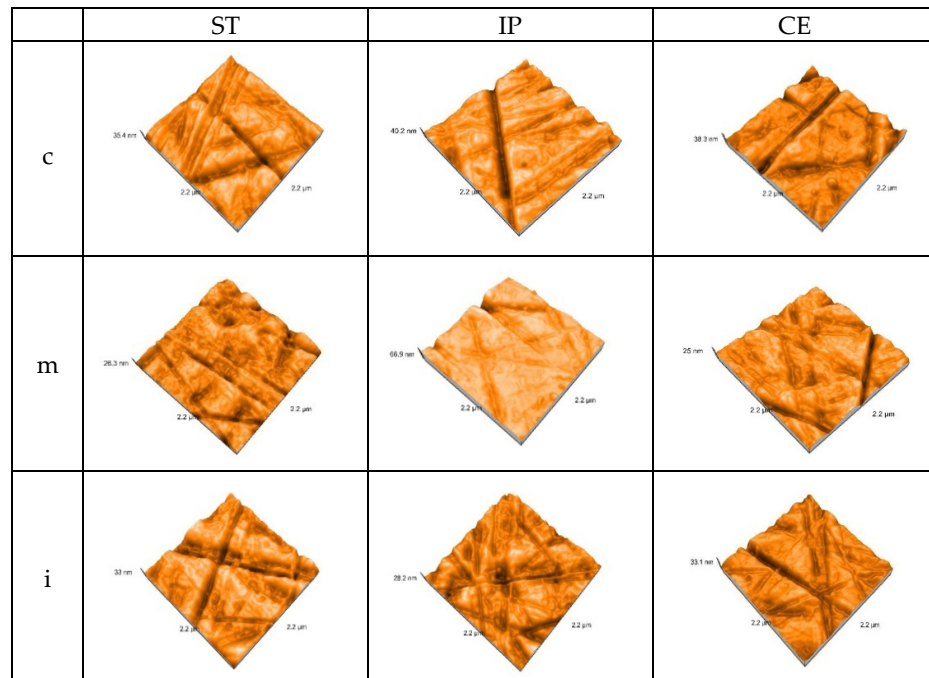 ST IP CE
c
35.4 nm 2.2 µm 2.2 µm
40.2 nm 2.2 µm 2.2 µm
38.3 nm 2.2 µm 2.2 µm
m
26.3 nm 2.2 µm 2.2 µm
66.9 nm 2.2 µm 2.2 µm
25 nm 2.2 µm 2.2 µm
i
33 nm 2.2 µm 2.2 µm
28.2 nm 2.2 µm 2.2 µm
33.1 nm 2.2 µm 2.2 µm